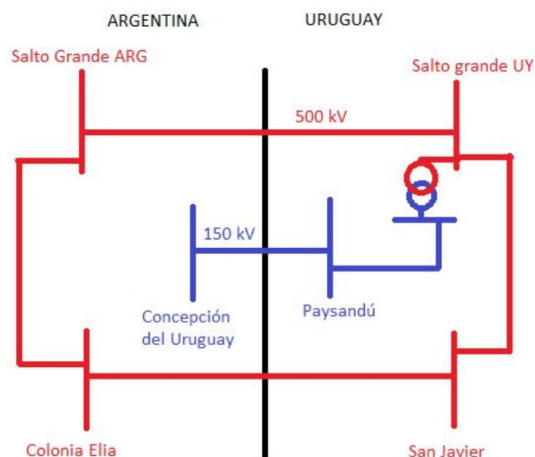 ARGENTINA
URUGUAY
Salto Grande ARG
Salto grande UY
500 kV
150 kV
Concepción
del Uruguay
Paysandú
Colonia Elia
San Javier